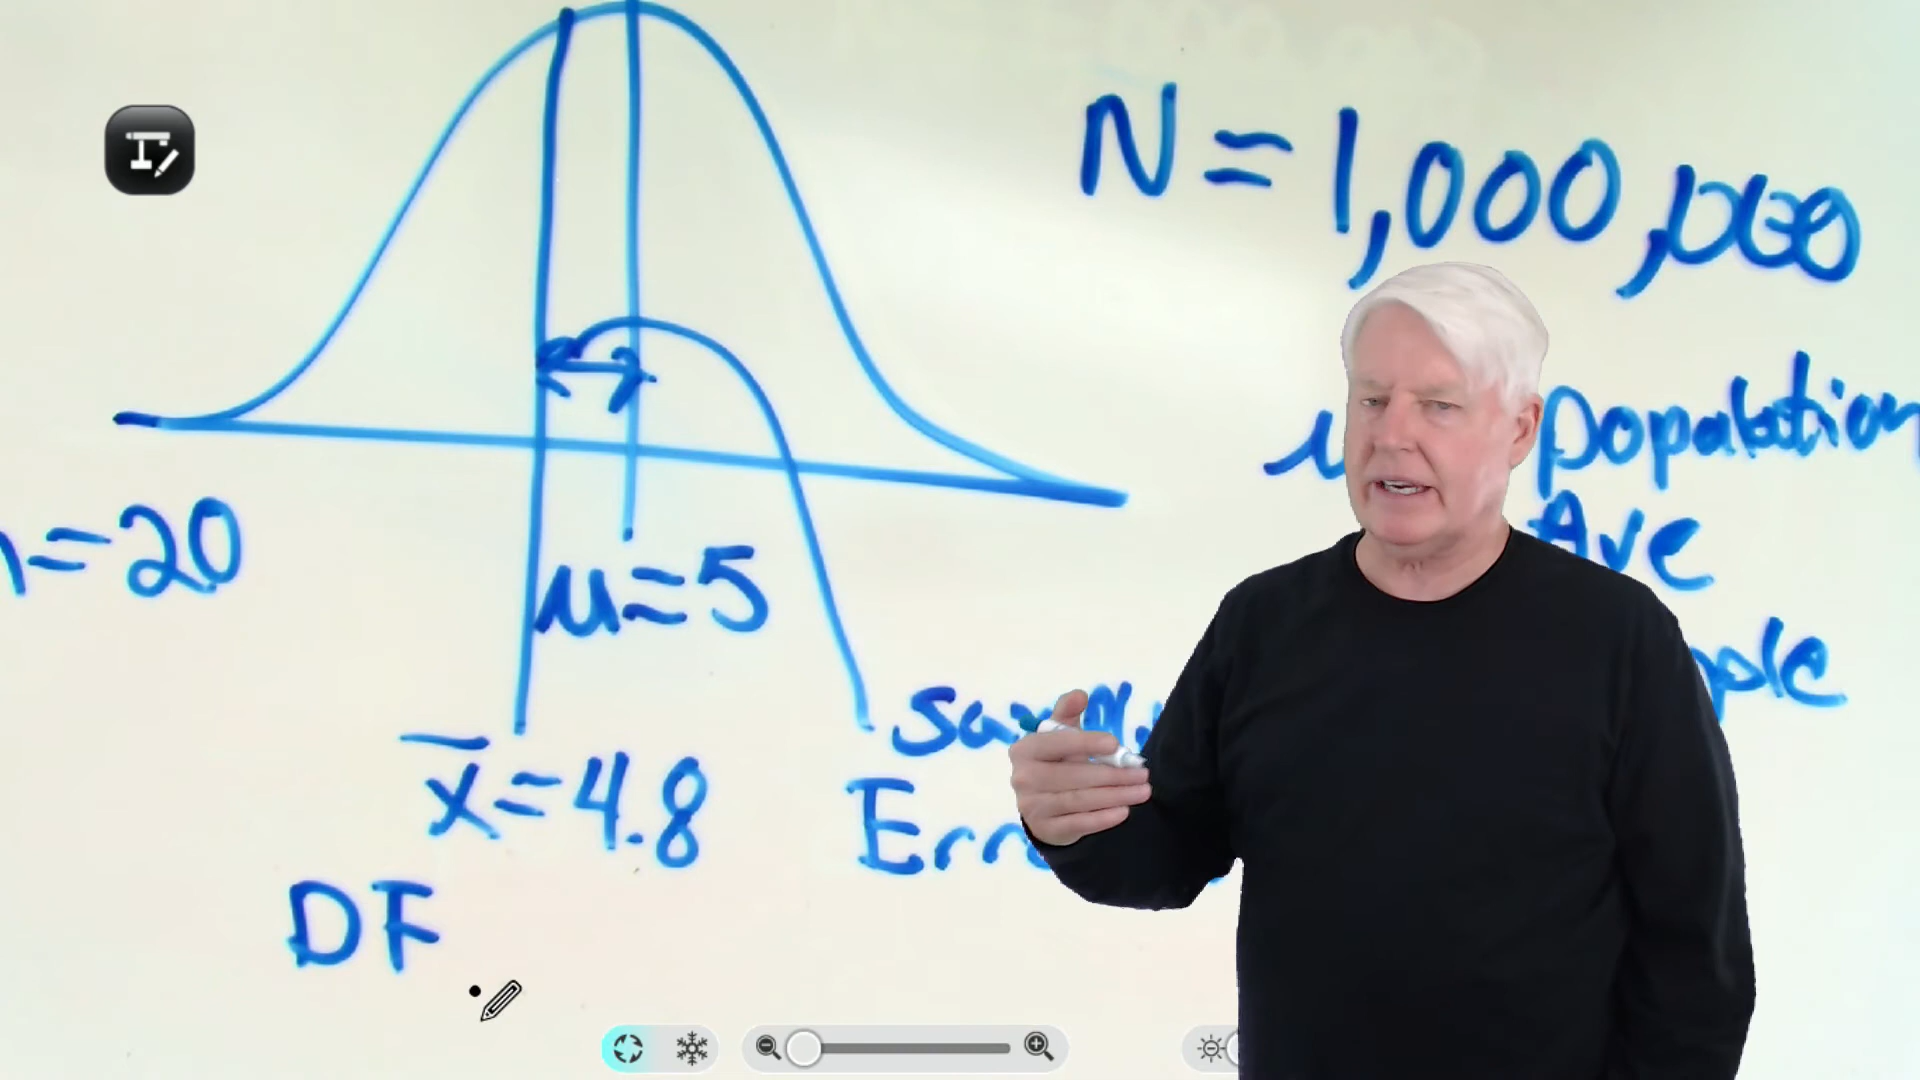 N = 1,000,000
Population
Ave
n = 20
μ = 5
x̄ = 4.8
DF